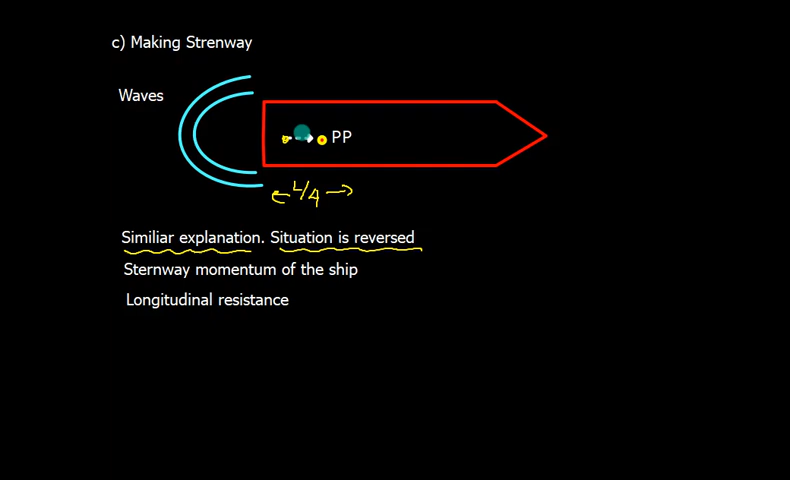 c) Making Strenway
Waves
PP
L/4
Similiar explanation. Situation is reversed
Sternway momentum of the ship
Longitudinal resistance